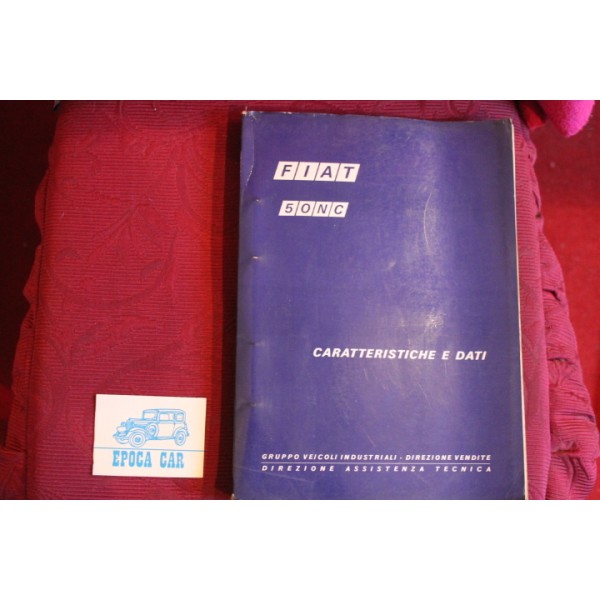 FIAT
50NC
CARATTERISTICHE E DATI
GRUPPO VEICOLI INDUSTRIALI - DIREZIONE VENDITE
DIREZIONE ASSISTENZA TECNICA
EPOCA CAR